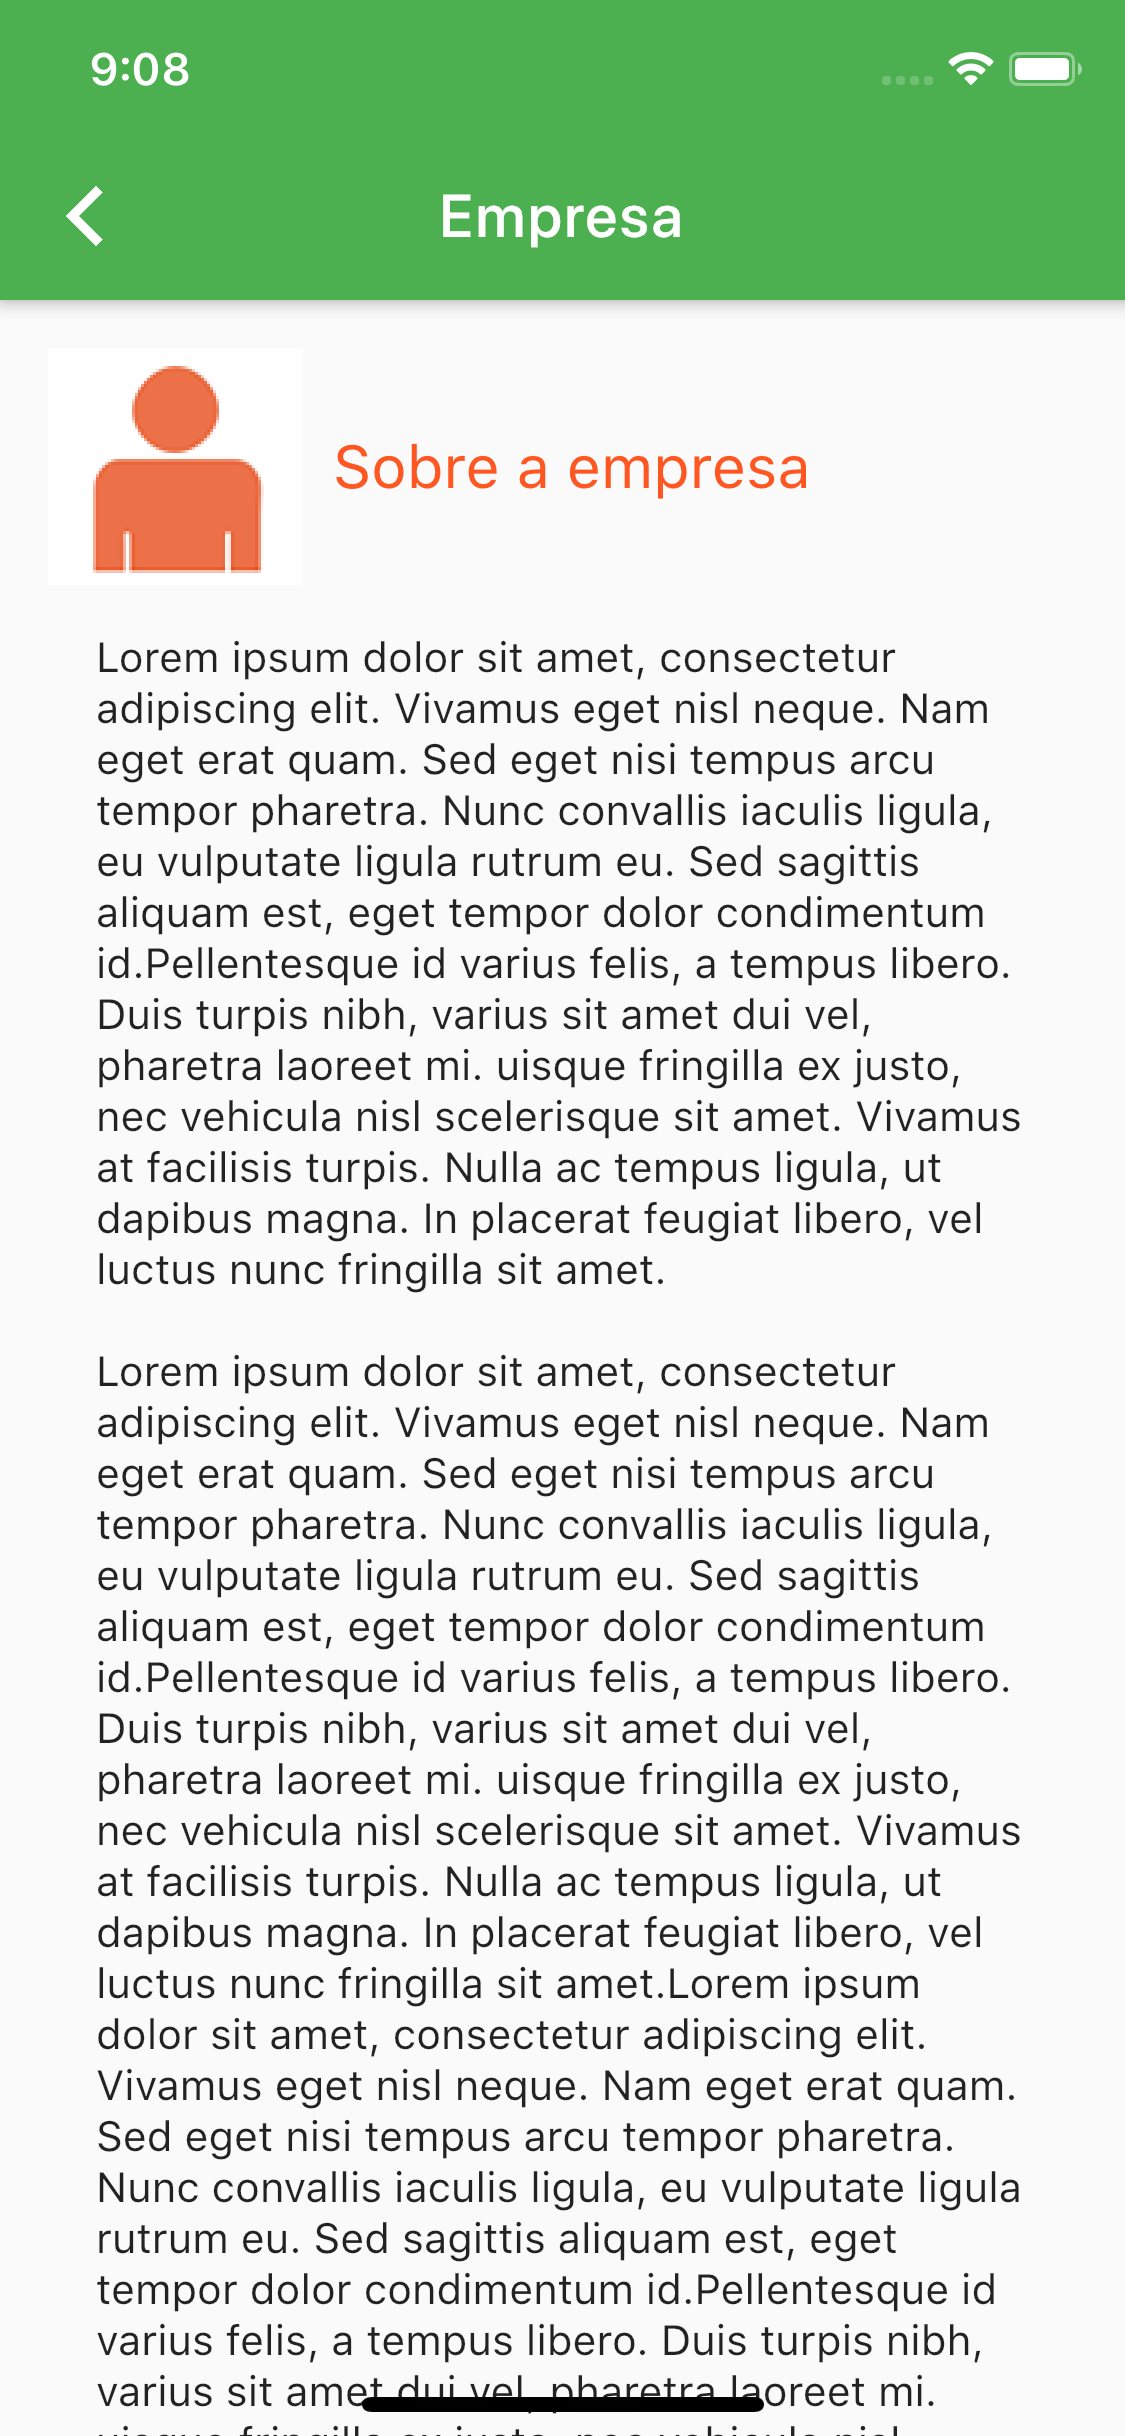 9:08
Empresa
Sobre a empresa
Lorem ipsum dolor sit amet, consectetur
adipiscing elit. Vivamus eget nisl neque. Nam
eget erat quam. Sed eget nisi tempus arcu
tempor pharetra. Nunc convallis iaculis ligula,
eu vulputate ligula rutrum eu. Sed sagittis
aliquam est, eget tempor dolor condimentum
id.Pellentesque id varius felis, a tempus libero.
Duis turpis nibh, varius sit amet dui vel,
pharetra laoreet mi. uisque fringilla ex justo,
nec vehicula nisl scelerisque sit amet. Vivamus
at facilisis turpis. Nulla ac tempus ligula, ut
dapibus magna. In placerat feugiat libero, vel
luctus nunc fringilla sit amet.
Lorem ipsum dolor sit amet, consectetur
adipiscing elit. Vivamus eget nisl neque. Nam
eget erat quam. Sed eget nisi tempus arcu
tempor pharetra. Nunc convallis iaculis ligula,
eu vulputate ligula rutrum eu. Sed sagittis
aliquam est, eget tempor dolor condimentum
id.Pellentesque id varius felis, a tempus libero.
Duis turpis nibh, varius sit amet dui vel,
pharetra laoreet mi. uisque fringilla ex justo,
nec vehicula nisl scelerisque sit amet. Vivamus
at facilisis turpis. Nulla ac tempus ligula, ut
dapibus magna. In placerat feugiat libero, vel
luctus nunc fringilla sit amet.Lorem ipsum
dolor sit amet, consectetur adipiscing elit.
Vivamus eget nisl neque. Nam eget erat quam.
Sed eget nisi tempus arcu tempor pharetra.
Nunc convallis iaculis ligula, eu vulputate ligula
rutrum eu. Sed sagittis aliquam est, eget
tempor dolor condimentum id.Pellentesque id
varius felis, a tempus libero. Duis turpis nibh,
varius sit amet dui vel, pharetra laoreet mi.